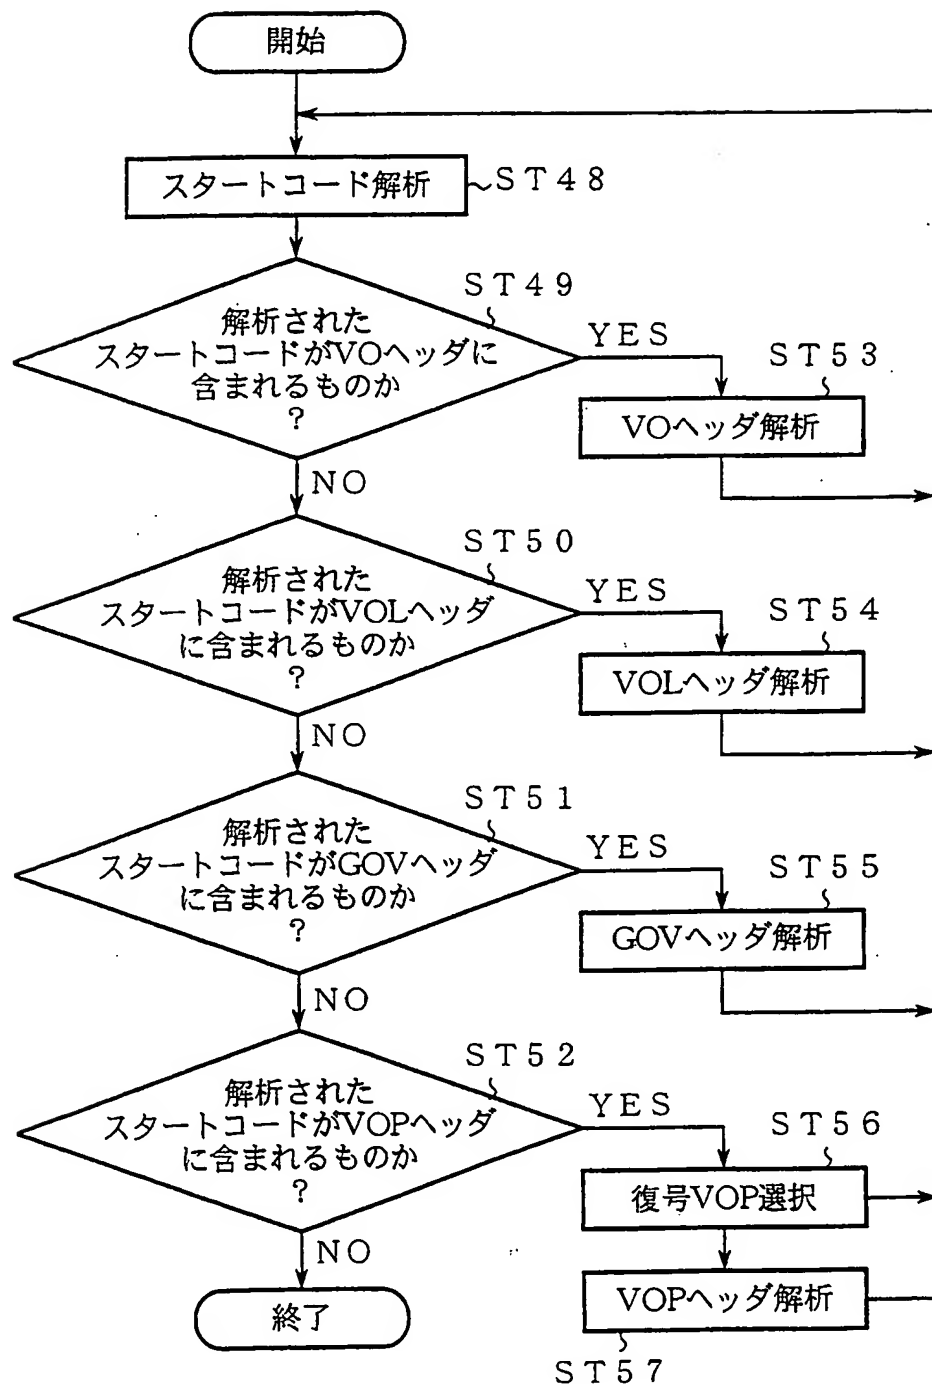 開始
スタートコード解析
ST48
ST49
解析された
スタートコードがVOヘッダに
含まれるものか
?
YES
ST53
VOヘッダ解析
NO
ST50
解析された
スタートコードがVOLヘッダ
に含まれるものか
?
YES
ST54
VOLヘッダ解析
NO
ST51
解析された
スタートコードがGOVヘッダ
に含まれるものか
?
YES
ST55
GOVヘッダ解析
NO
ST52
解析された
スタートコードがVOPヘッダ
に含まれるものか
?
YES
ST56
復号VOP選択
NO
VOPヘッダ解析
終了
ST57